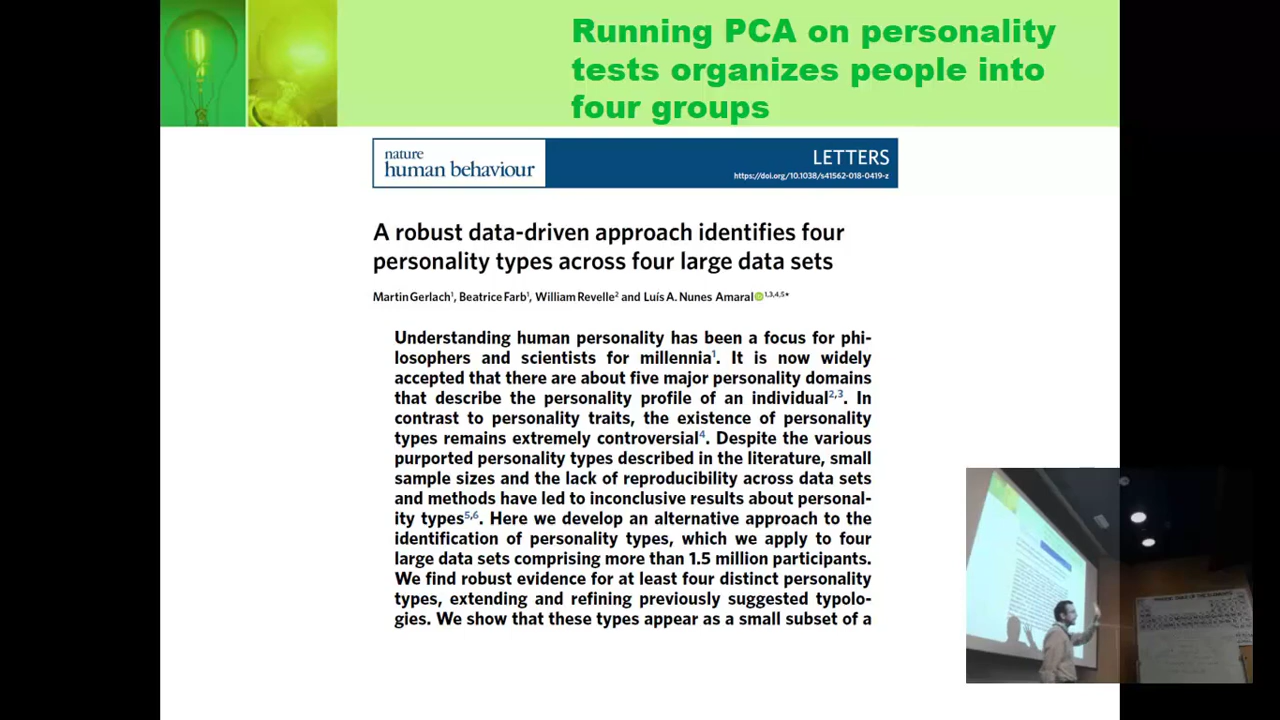 Running PCA on personality
tests organizes people into
four groups
nature
human behaviour
LETTERS
https://doi.org/10.1038/s41562-018-0419-z
A robust data-driven approach identifies four
personality types across four large data sets
Martin Gerlach1, Beatrice Farb1, William Revelle2 and Luís A. Nunes Amaral 1,3,4,5*
Understanding human personality has been a focus for phi-
losophers and scientists for millennia1. It is now widely
accepted that there are about five major personality domains
that describe the personality profile of an individual2,3. In
contrast to personality traits, the existence of personality
types remains extremely controversial4. Despite the various
purported personality types described in the literature, small
sample sizes and the lack of reproducibility across data sets
and methods have led to inconclusive results about personal-
ity types5,6. Here we develop an alternative approach to the
identification of personality types, which we apply to four
large data sets comprising more than 1.5 million participants.
We find robust evidence for at least four distinct personality
types, extending and refining previously suggested typolo-
gies. We show that these types appear as a small subset of a